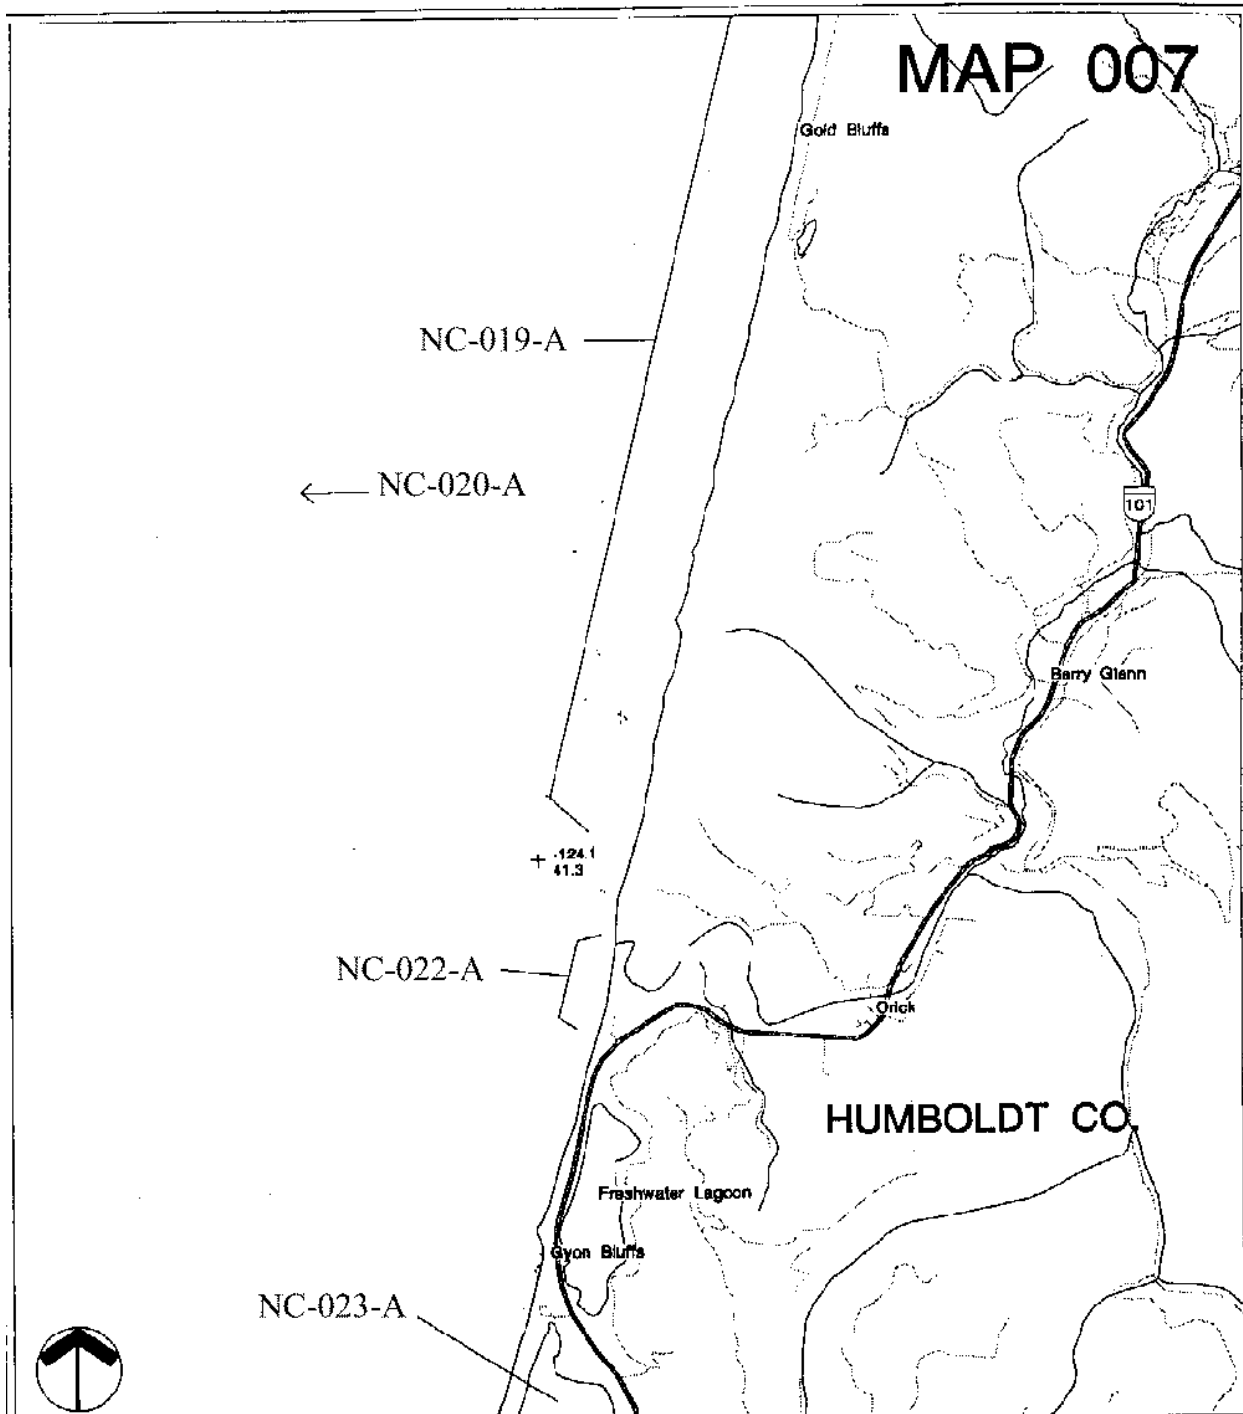 MAP 007
Gold Bluffs
NC-019-A
NC-020-A
101
Barry Glenn
-124.1
41.3
NC-022-A
Orick
HUMBOLDT CO.
Freshwater Lagoon
Gyon Bluffs
NC-023-A